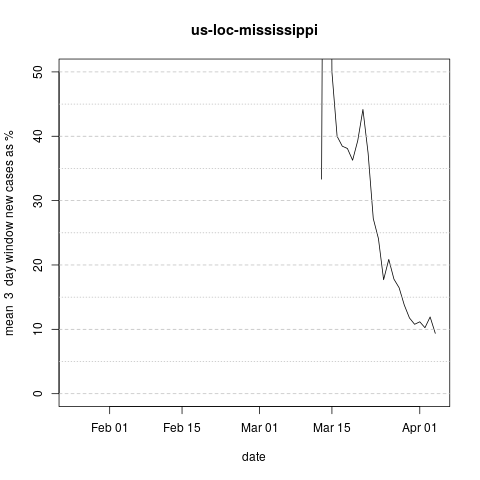 us-loc-mississippi
mean 3 day window new cases as %
50
40
30
20
10
0
Feb 01 Feb 15 Mar 01 Mar 15 Apr 01
date